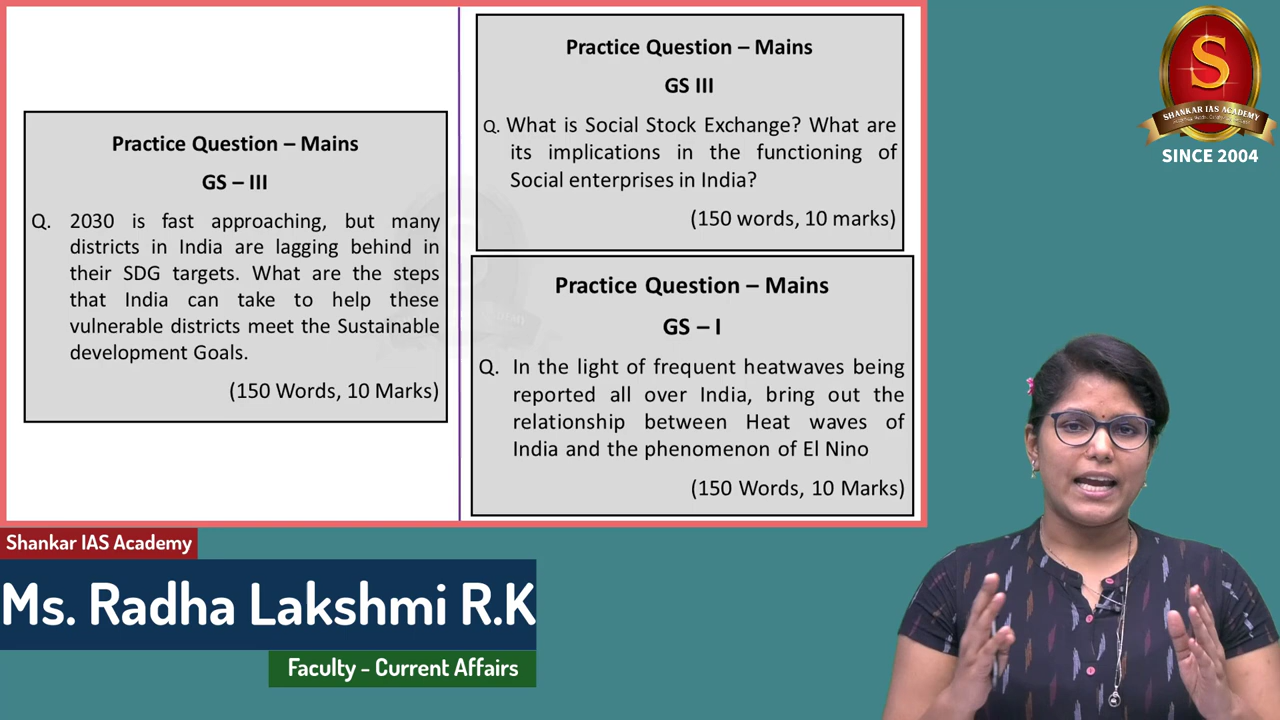 Practice Question – Mains
GS – III
Q. 2030 is fast approaching, but many
districts in India are lagging behind in
their SDG targets. What are the steps
that India can take to help these
vulnerable districts meet the Sustainable
development Goals.
(150 Words, 10 Marks)
Practice Question – Mains
GS III
Q. What is Social Stock Exchange? What are
its implications in the functioning of
Social enterprises in India?
(150 words, 10 marks)
Practice Question – Mains
GS – I
Q. In the light of frequent heatwaves being
reported all over India, bring out the
relationship between Heat waves of
India and the phenomenon of El Nino
(150 Words, 10 Marks)
S
SHANKAR IAS ACADEMY
SINCE 2004
Shankar IAS Academy
Ms. Radha Lakshmi R.K
Faculty - Current Affairs